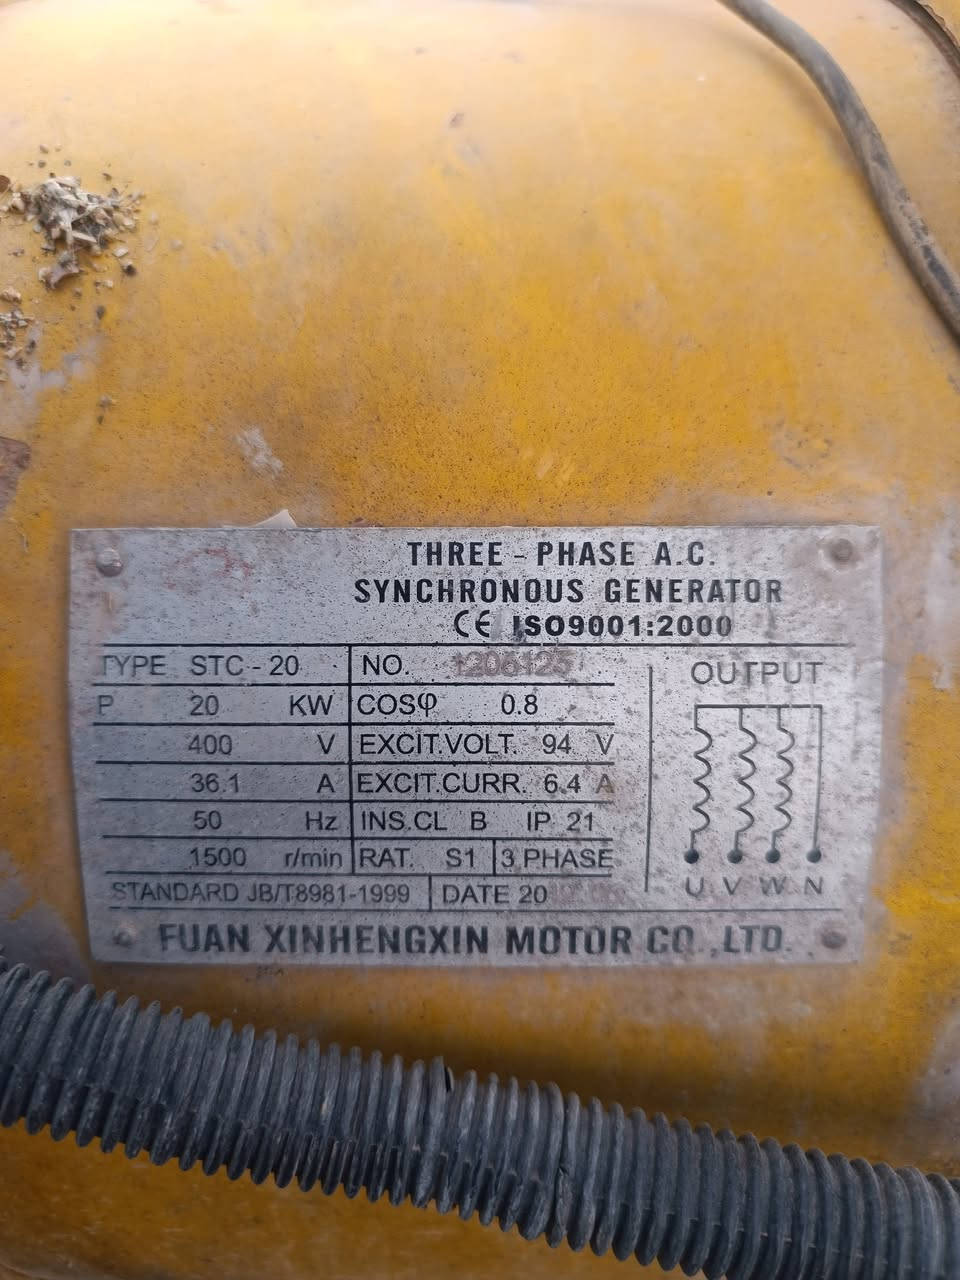 THREE - PHASE A.C.
SYNCHRONOUS GENERATOR
CE ISO9001:2000
TYPE STC - 20 NO. OUTPUT
P 20 KW COSφ 0.8
400 V EXCIT.VOLT. 94 V
36.1 A EXCIT.CURR. 6.4 A
50 Hz INS.CL B IP 21
1500 r/min RAT. S1 3 PHASE
U V W N
STANDARD JB/T8981-1999 DATE 20
FUAN XINHENGXIN MOTOR CO.,LTD.